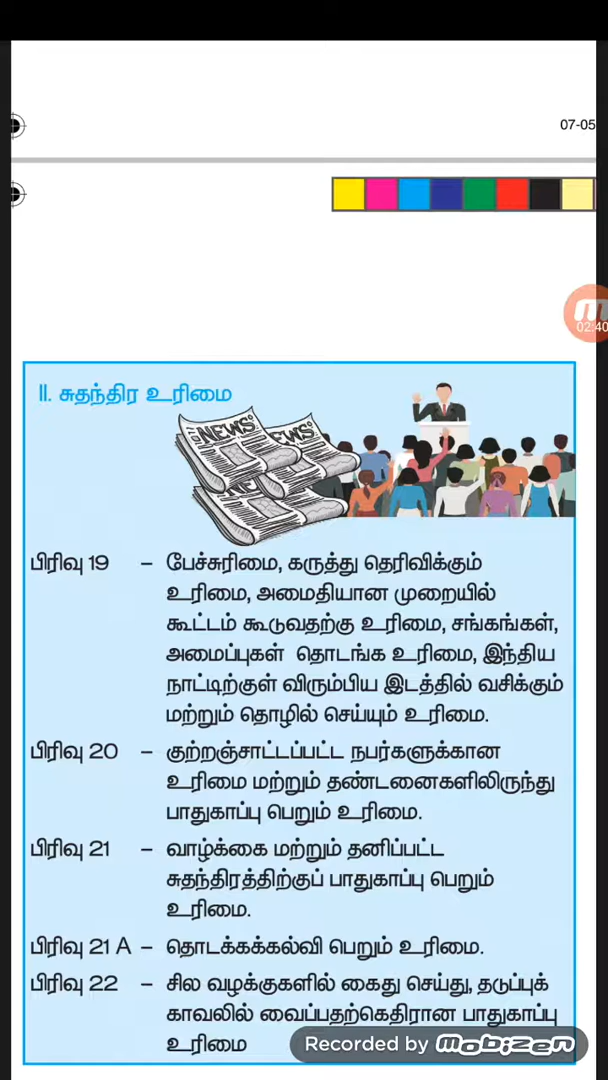 07-05
02:40
II. சுதந்திர உரிமை
NEWS
NEWS
பிரிவு 19 – பேச்சுரிமை, கருத்து தெரிவிக்கும்
உரிமை, அமைதியான முறையில்
கூட்டம் கூடுவதற்கு உரிமை, சங்கங்கள்,
அமைப்புகள் தொடங்க உரிமை, இந்திய
நாட்டிற்குள் விரும்பிய இடத்தில் வசிக்கும்
மற்றும் தொழில் செய்யும் உரிமை.
பிரிவு 20 – குற்றஞ்சாட்டப்பட்ட நபர்களுக்கான
உரிமை மற்றும் தண்டனைகளிலிருந்து
பாதுகாப்பு பெறும் உரிமை.
பிரிவு 21 – வாழ்க்கை மற்றும் தனிப்பட்ட
சுதந்திரத்திற்குப் பாதுகாப்பு பெறும்
உரிமை.
பிரிவு 21 A – தொடக்கக்கல்வி பெறும் உரிமை.
பிரிவு 22 – சில வழக்குகளில் கைது செய்து, தடுப்புக்
காவலில் வைப்பதற்கெதிரான பாதுகாப்பு
உரிமை
Recorded by mobizen